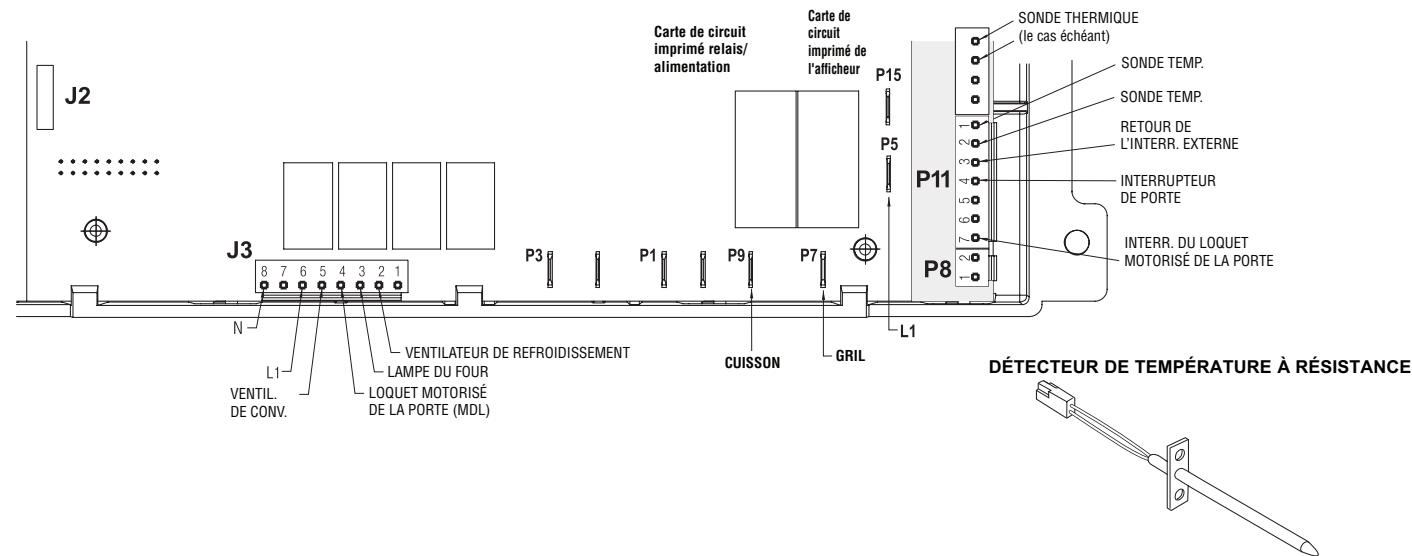 Carte de circuit
imprimé relais/
alimentation
Carte de
circuit
imprimé de
l'afficheur
SONDE THERMIQUE
(le cas échéant)
SONDE TEMP.
SONDE TEMP.
RETOUR DE
L'INTERR. EXTERNE
INTERRUPTEUR
DE PORTE
INTERR. DU LOQUET
MOTORISÉ DE LA PORTE
J2
P15
P5
P11
1
2
3
4
5
6
7
P8
2
1
J3
8 7 6 5 4 3 2 1
P3
P1
P9
P7
N
L1
VENTIL.
DE CONV.
VENTILATEUR DE REFROIDISSEMENT
LAMPE DU FOUR
LOQUET MOTORISÉ
DE LA PORTE (MDL)
CUISSON
GRIL
L1
DÉTECTEUR DE TEMPÉRATURE À RÉSISTANCE